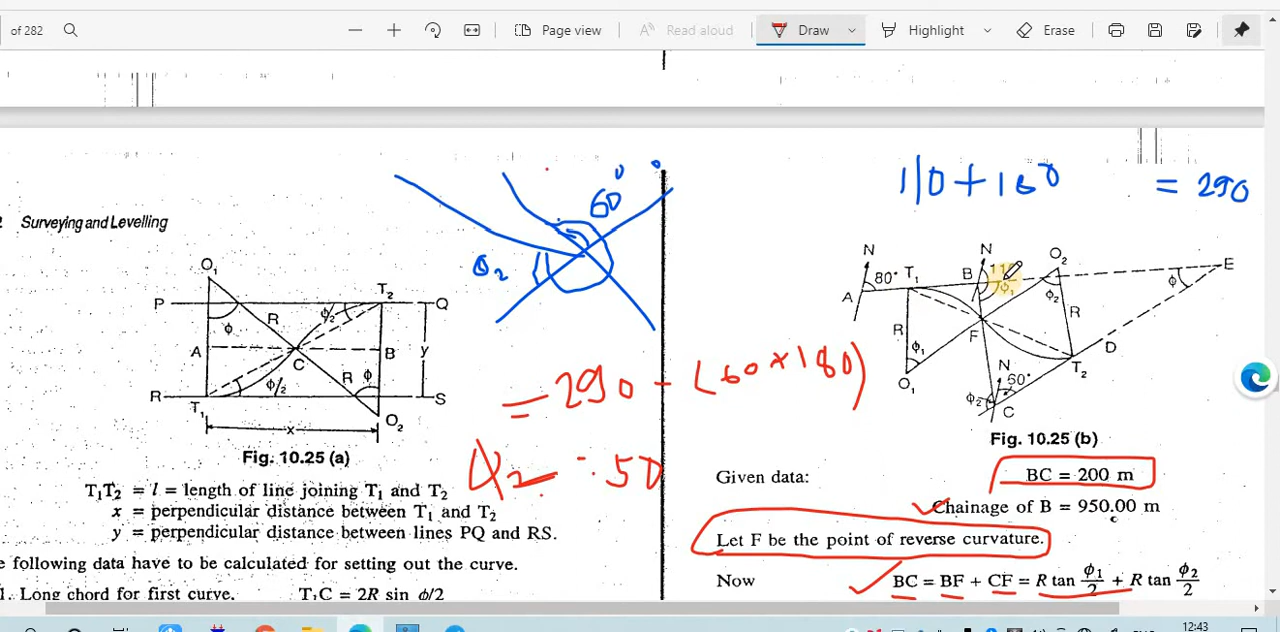 of 282
Page view
Read aloud
Draw
Highlight
Erase
2 Surveying and Levelling
O1
P
T2
Q
R
ϕ
ϕ/2
A
C
B
y
ϕ/2
R
ϕ
R
S
T1
O2
x
Fig. 10.25 (a)
T1T2 = l = length of line joining T1 and T2
x = perpendicular distance between T1 and T2
y = perpendicular distance between lines PQ and RS.
e following data have to be calculated for setting out the curve.
1. Long chord for first curve, T1C = 2R sin ϕ/2
60°
θ2
110 + 180 = 290
= 290 - (60 × 180)
ϕ2 = 50
N
80°
T1
A
N
B
ϕ1
O2
E
ϕ
ϕ2
R
R
F
ϕ1
O1
D
T2
N
60°
ϕ2
C
Fig. 10.25 (b)
Given data:
BC = 200 m
Chainage of B = 950.00 m
Let F be the point of reverse curvature.
Now BC = BF + CF = R tan ϕ1/2 + R tan ϕ2/2
12:43